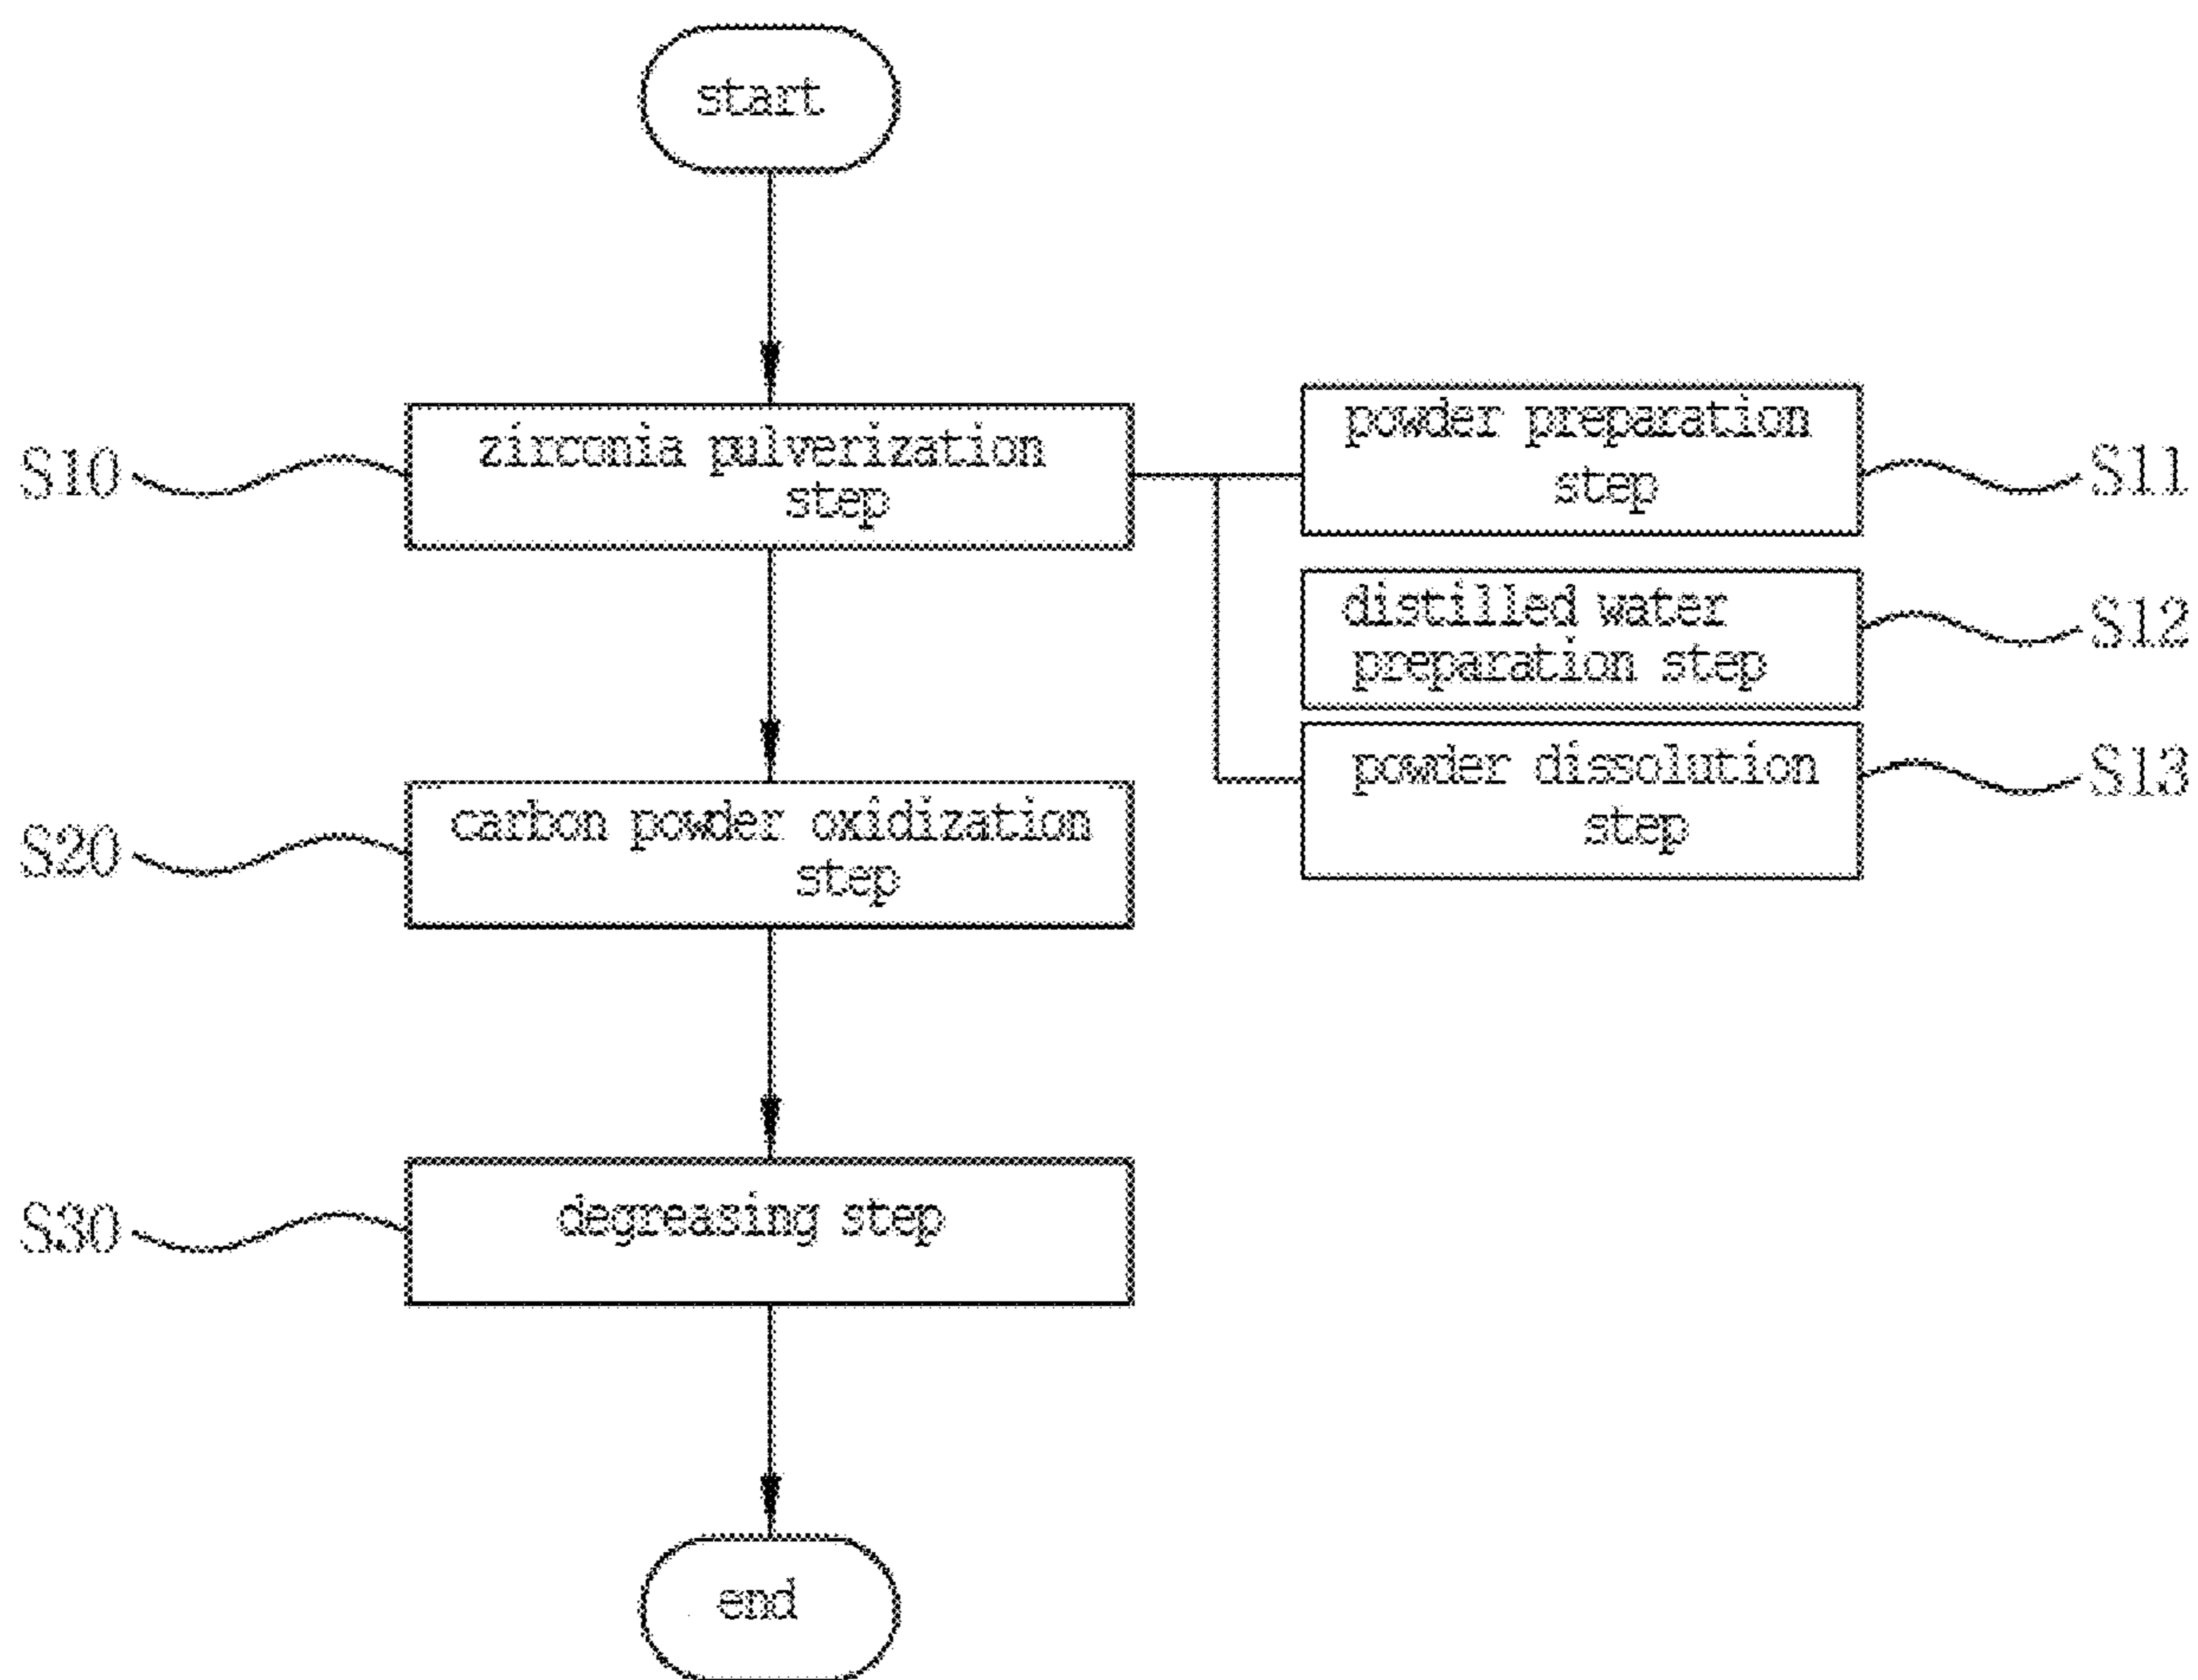 start
S10
zirconia pulverization
step
powder preparation
step
S11
distilled water
preparation step
S12
powder dissolution
step
S13
S20
carbon powder oxidization
step
S30
degreasing step
end